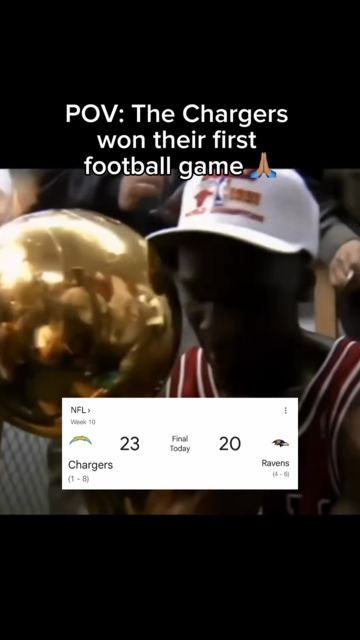 POV: The Chargers
won their first
football game 🙏🏽
NFL ›
Week 10
23 Final 20
Today
Chargers Ravens
(1 - 8) (4 - 6)